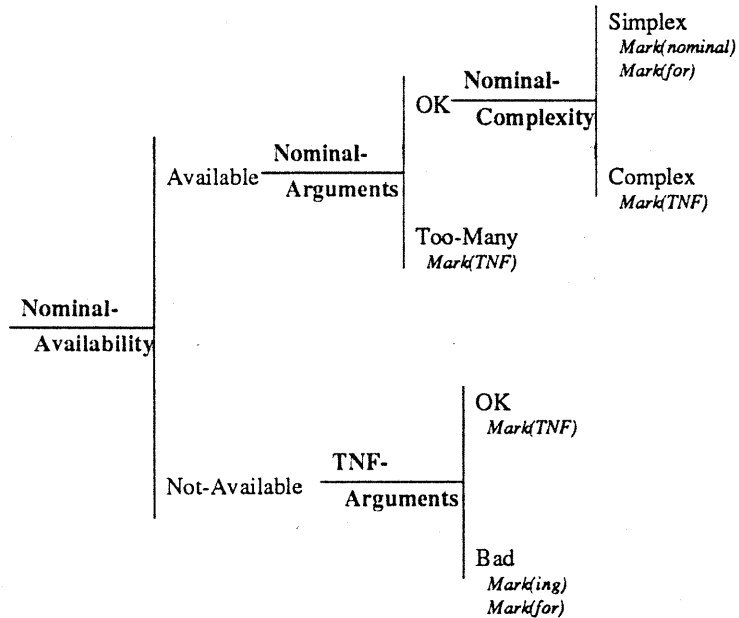 Simplex
Mark(nominal)
Mark(for)
Nominal-
OK
Complexity
Nominal-
Available
Arguments
Complex
Mark(TNF)
Too-Many
Mark(TNF)
Nominal-
Availability
OK
Mark(TNF)
TNF-
Not-Available
Arguments
Bad
Mark(ing)
Mark(for)